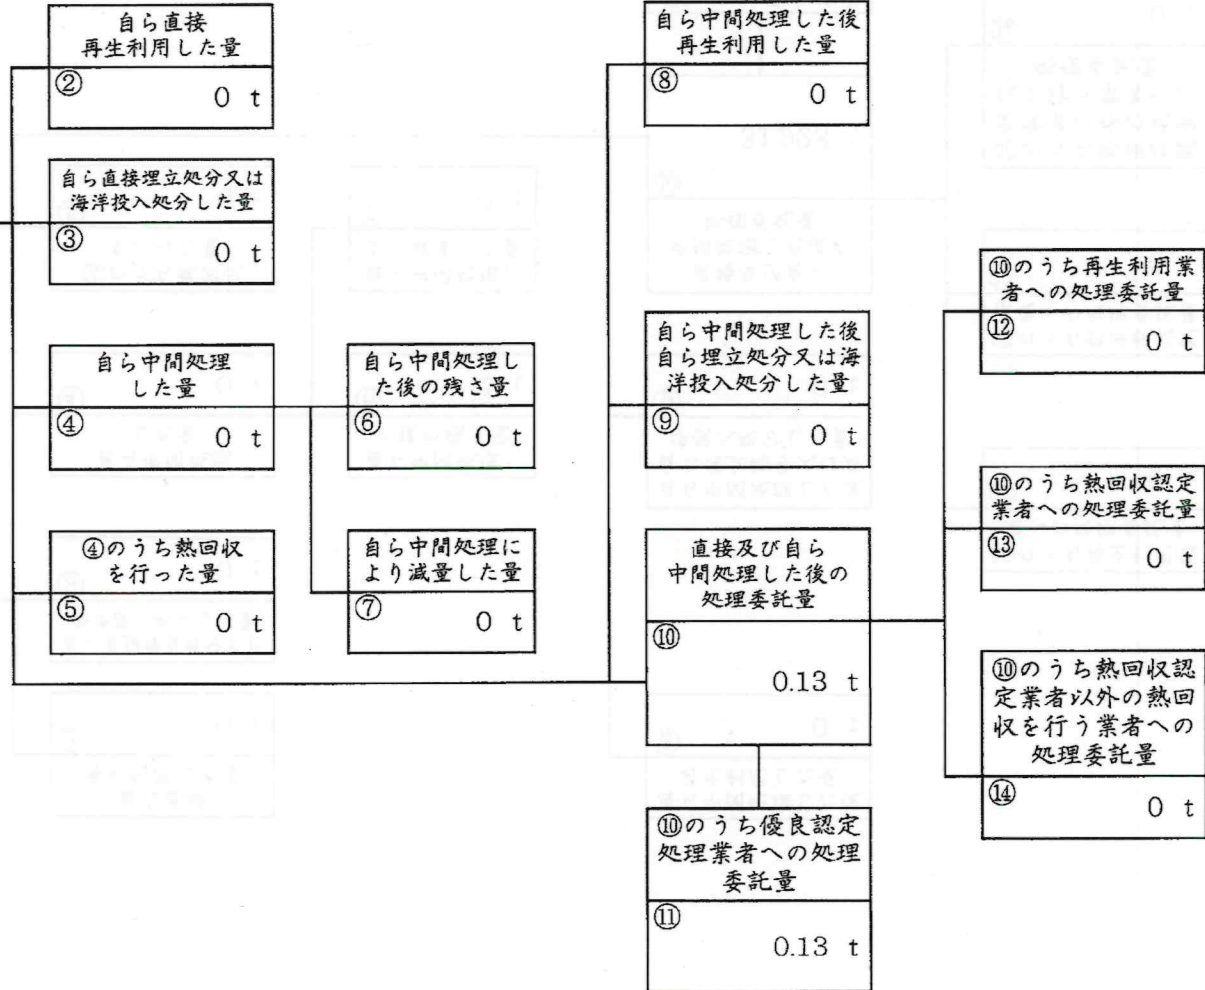 自ら直接
再生利用した量
②
0 t
自ら直接埋立処分又は
海洋投入処分した量
③
0 t
自ら中間処理
した量
④
0 t
④のうち熱回収
を行った量
⑤
0 t
自ら中間処理し
た後の残さ量
⑥
0 t
自ら中間処理に
より減量した量
⑦
0 t
自ら中間処理した後
再生利用した量
⑧
0 t
自ら中間処理した後
自ら埋立処分又は海
洋投入処分した量
⑨
0 t
直接及び自ら
中間処理した後の
処理委託量
⑩
0.13 t
⑩のうち優良認定
処理業者への処理
委託量
⑪
0.13 t
⑩のうち再生利用業
者への処理委託量
⑫
0 t
⑩のうち熱回収認定
業者への処理委託量
⑬
0 t
⑩のうち熱回収認
定業者以外の熱回
収を行う業者への
処理委託量
⑭
0 t